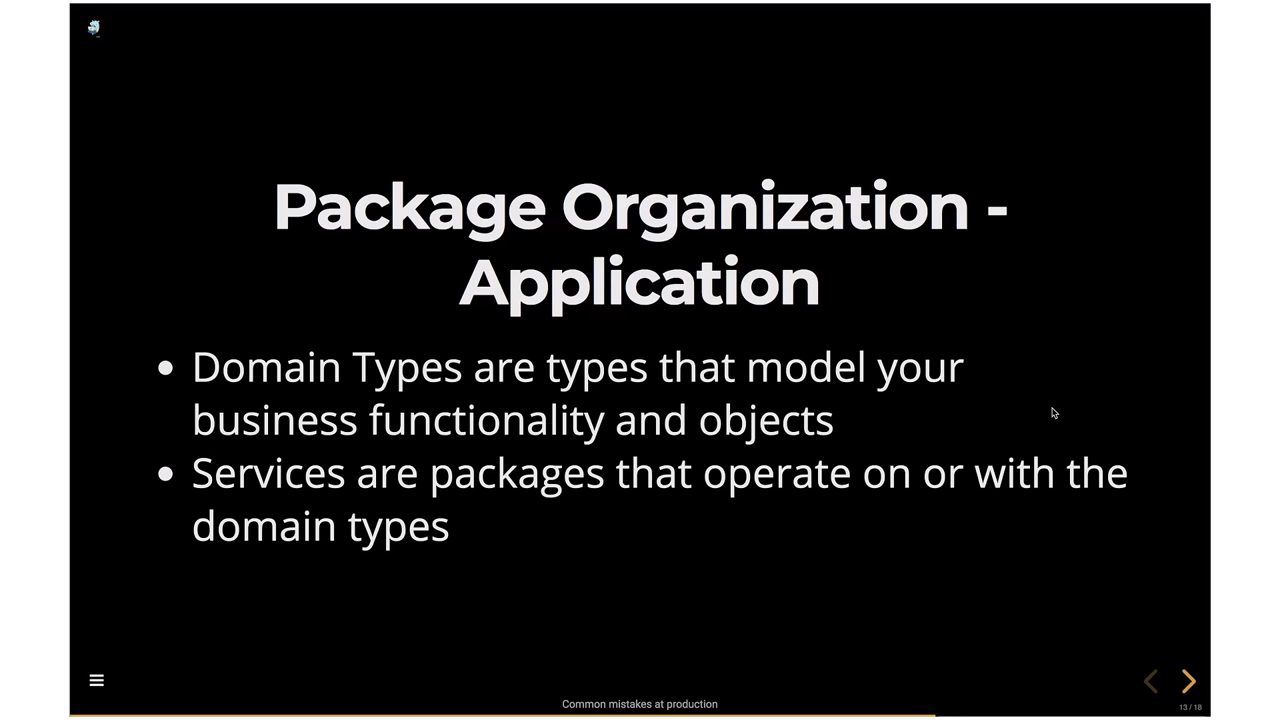 Package Organization -
Application
Domain Types are types that model your
business functionality and objects
Services are packages that operate on or with the
domain types
Common mistakes at production
13 / 18